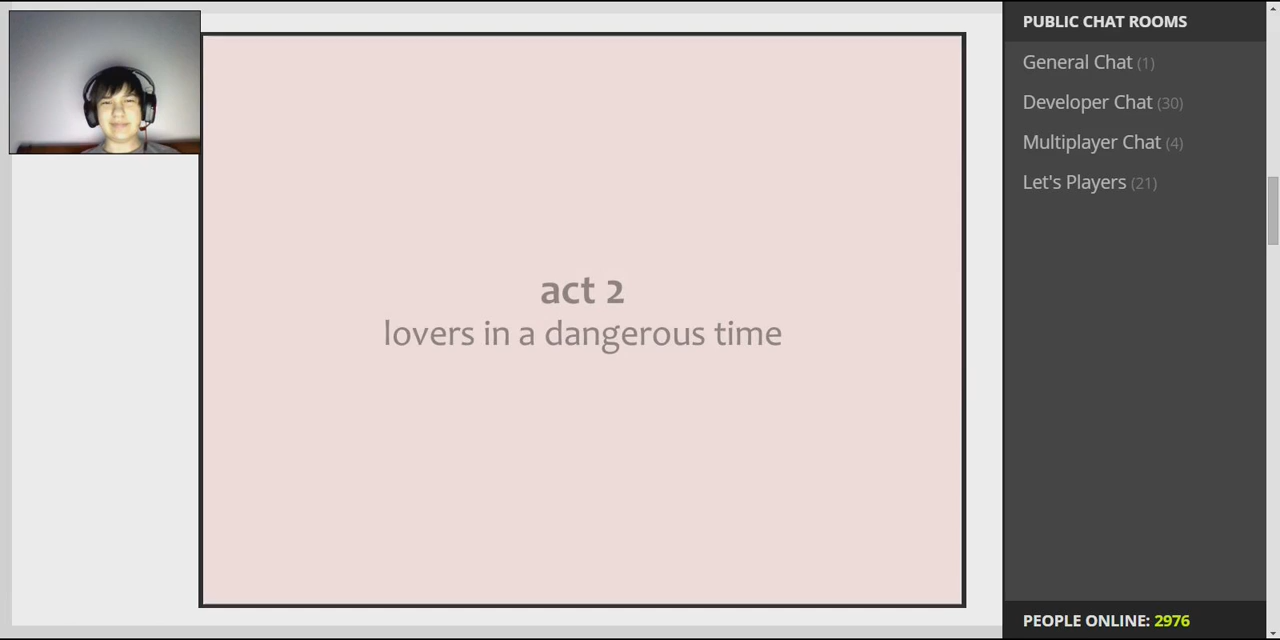 act 2
lovers in a dangerous time
PUBLIC CHAT ROOMS
General Chat (1)
Developer Chat (30)
Multiplayer Chat (4)
Let's Players (21)
PEOPLE ONLINE: 2976